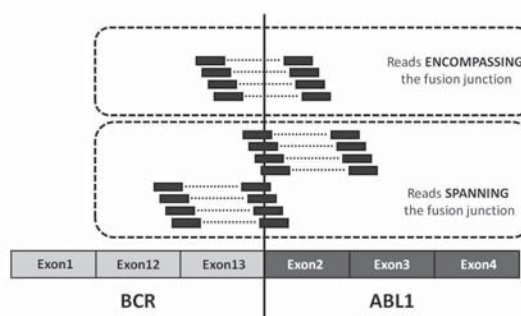 Reads ENCOMPASSING
the fusion junction
Reads SPANNING
the fusion junction
Exon1 Exon12 Exon13 Exon2 Exon3 Exon4
BCR ABL1